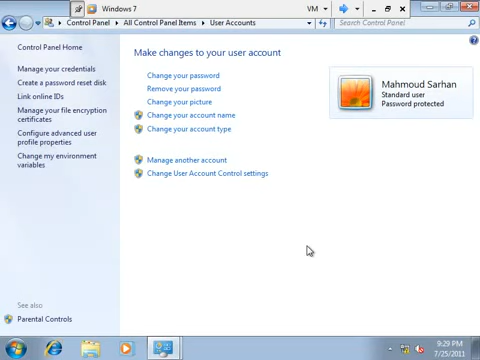 Windows 7
VM
Control Panel
All Control Panel Items
User Accounts
Search Control Panel
Control Panel Home
Manage your credentials
Create a password reset disk
Link online IDs
Manage your file encryption
certificates
Configure advanced user
profile properties
Change my environment
variables
Make changes to your user account
Change your password
Remove your password
Change your picture
Change your account name
Change your account type
Manage another account
Change User Account Control settings
Mahmoud Sarhan
Standard user
Password protected
See also
Parental Controls
9:29 PM
7/25/2011